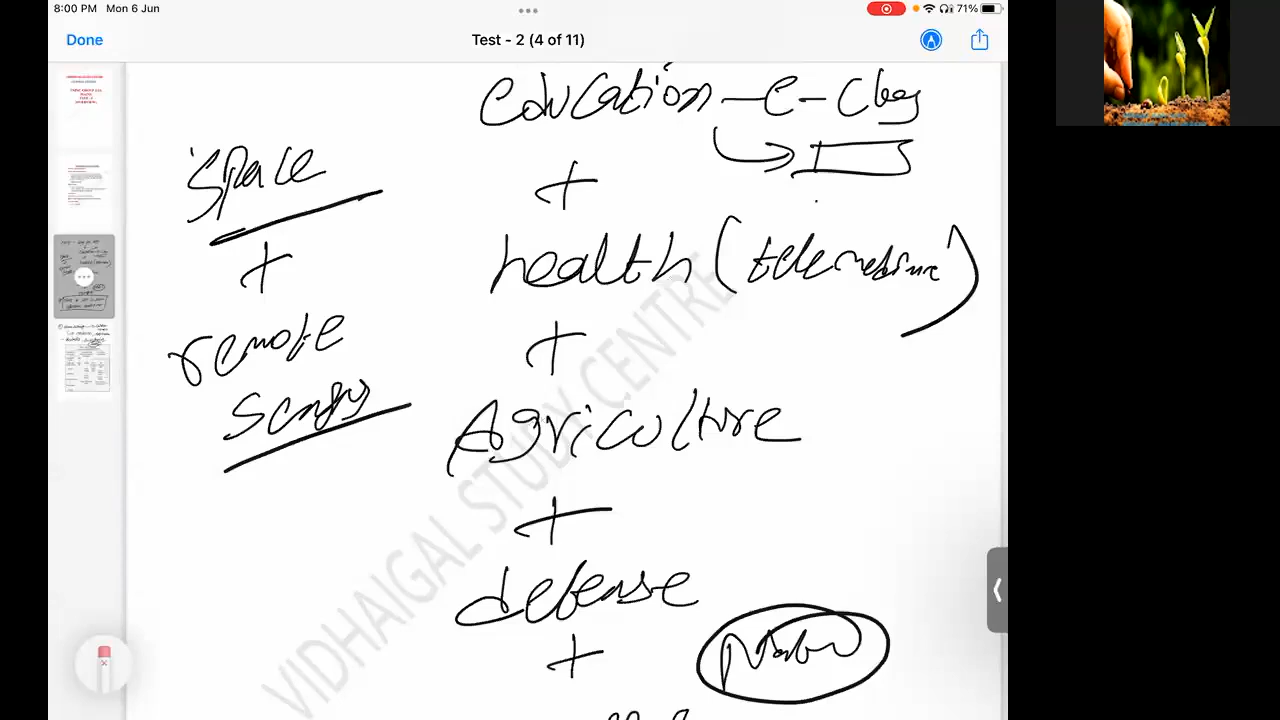 8:00 PM Mon 6 Jun
71%
Done
Test - 2 (4 of 11)
education - e - class
+
health (telemedicine)
+
Agriculture
+
defense
+
space
+
remote
VIDHAIGAL STUDY CENTRE